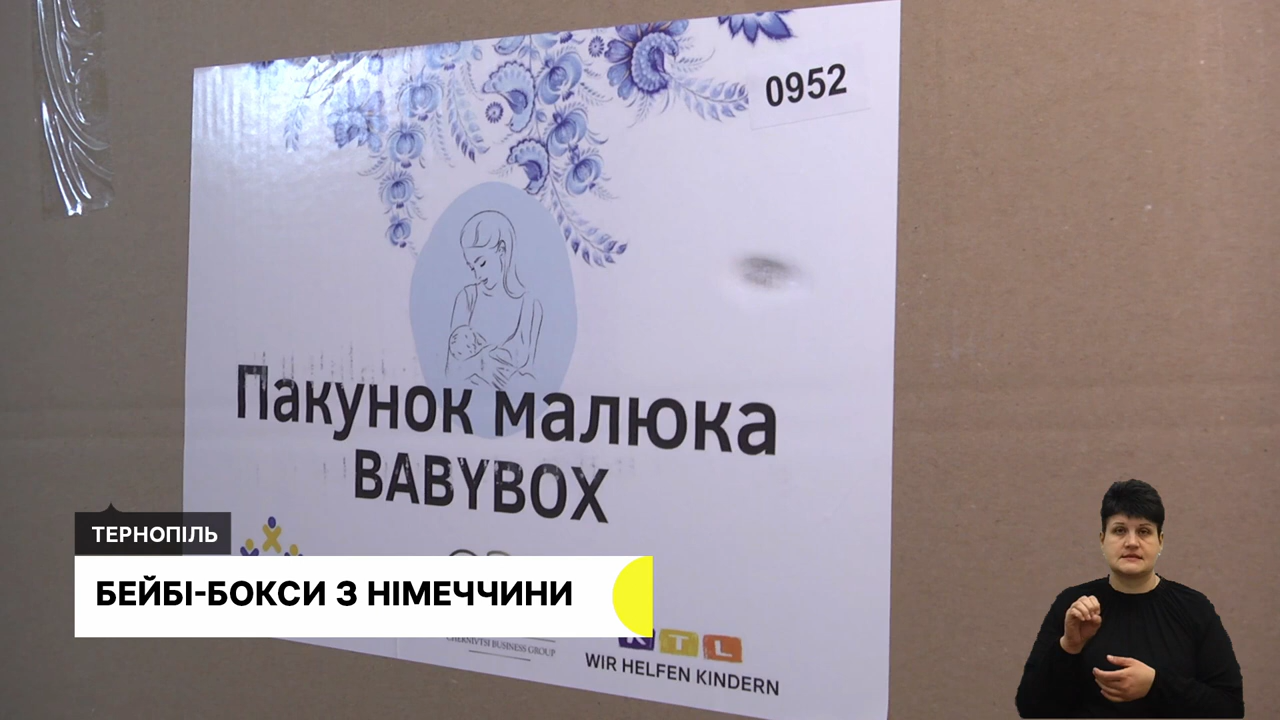 0952
Пакунок малюка
BABYBOX
ТЕРНОПІЛЬ
БЕЙБІ-БОКСИ З НІМЕЧЧИНИ
CHERNIVTSI BUSINESS GROUP
RTL
WIR HELFEN KINDERN